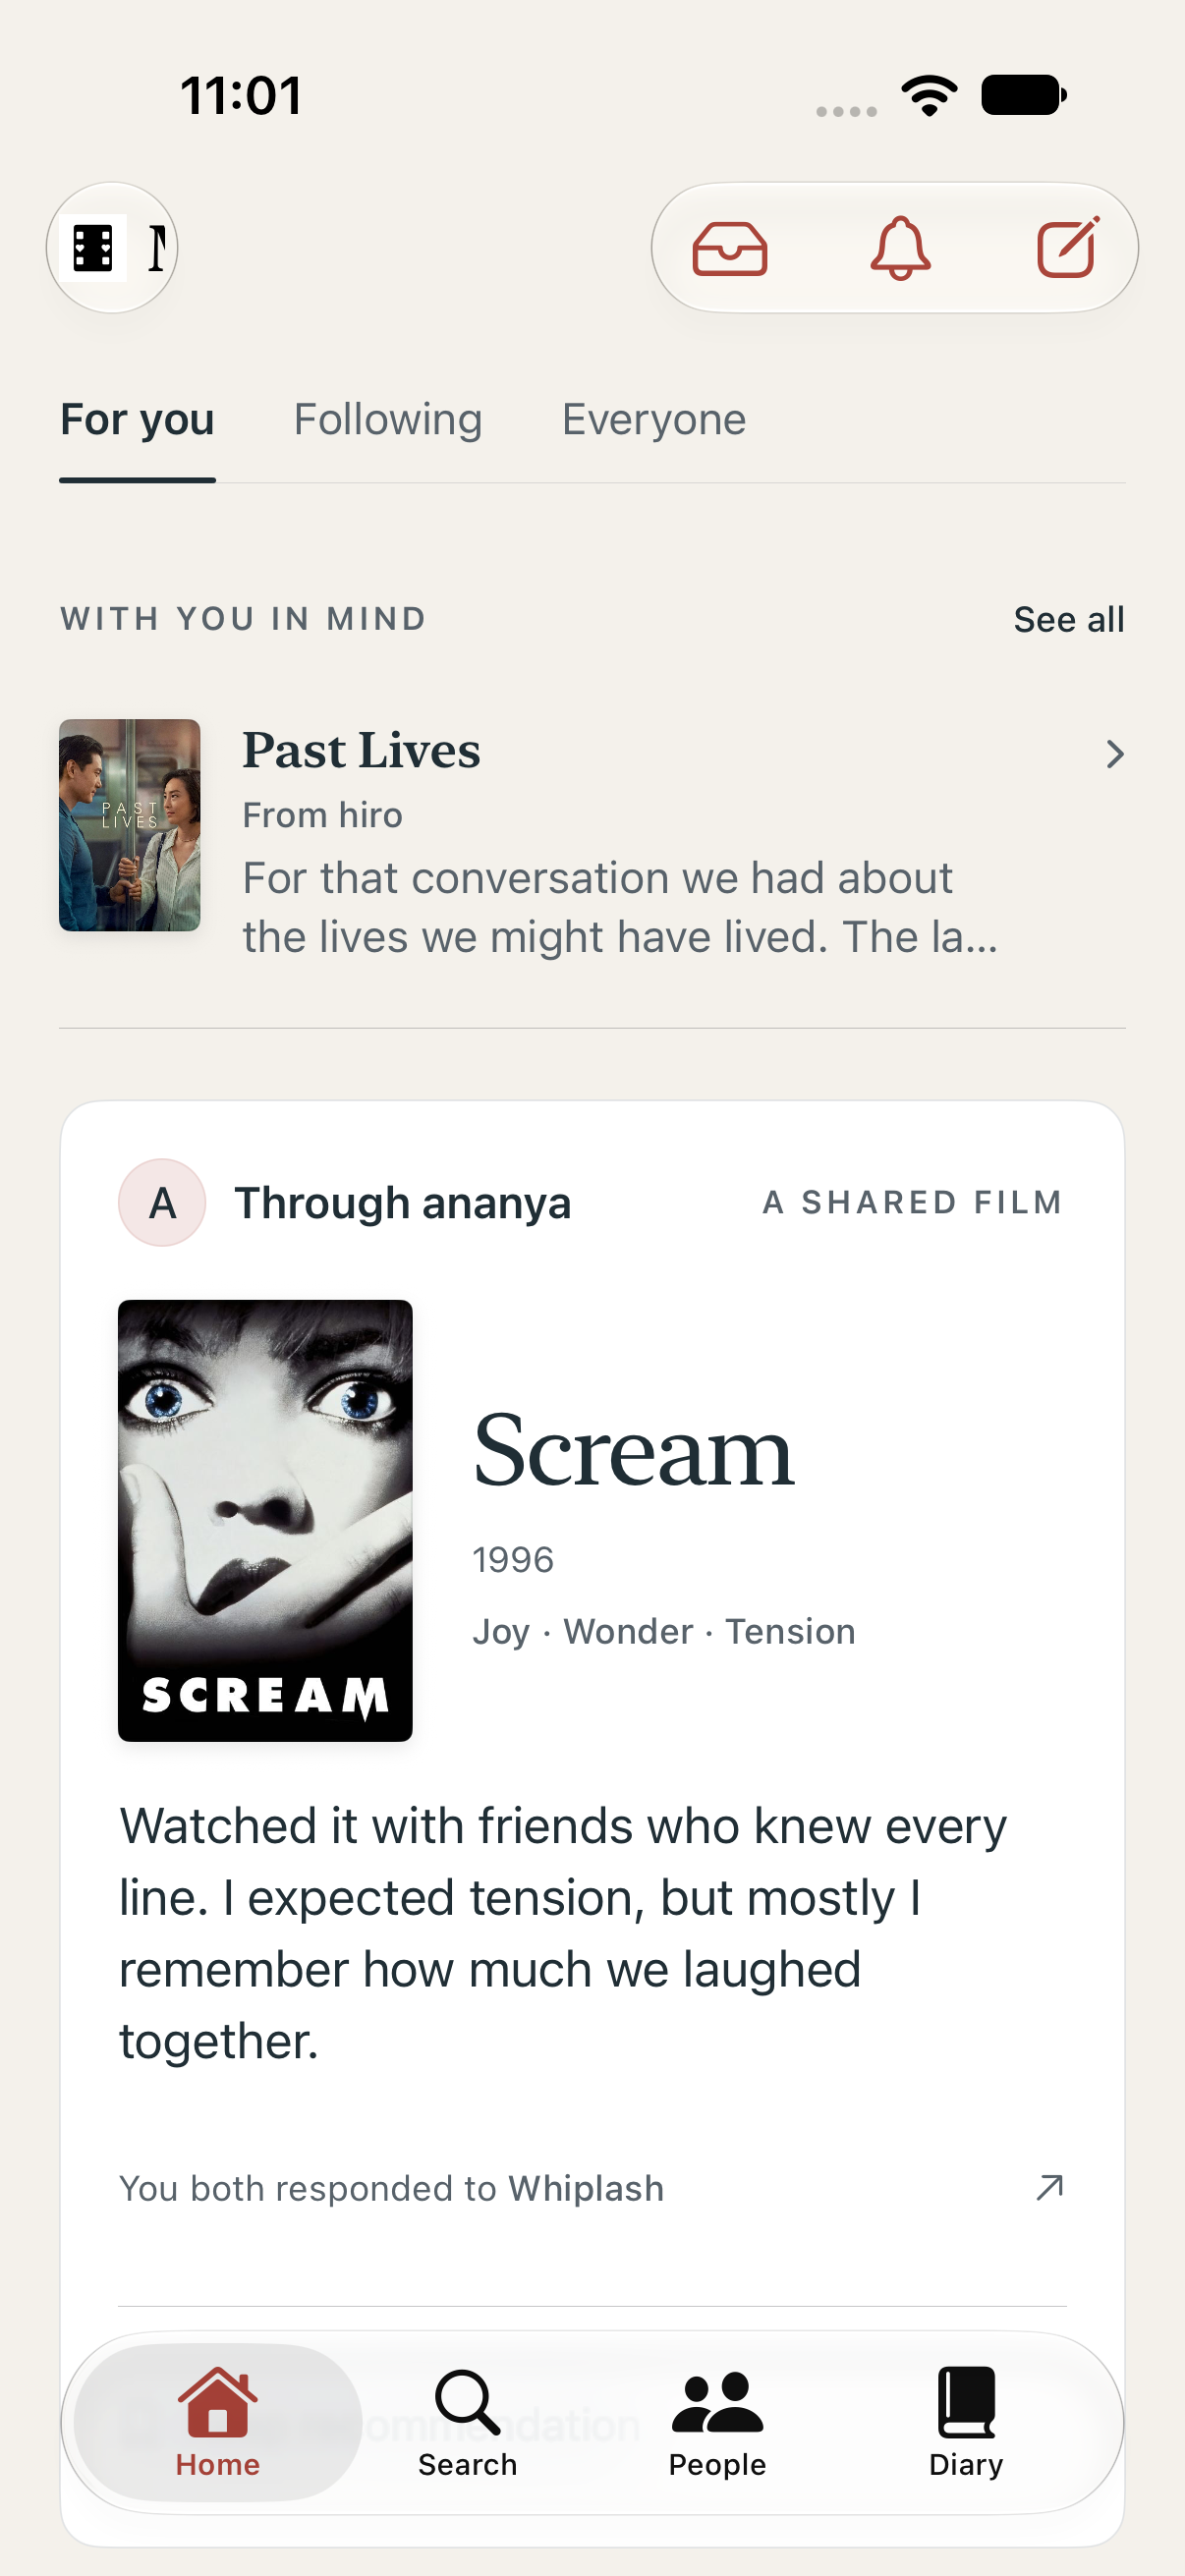 11:01
For you
Following
Everyone
WITH YOU IN MIND
See all
PAST
LIVES
Past Lives
From hiro
For that conversation we had about
the lives we might have lived. The la...
A
Through ananya
A SHARED FILM
SCREAM
Scream
1996
Joy · Wonder · Tension
Watched it with friends who knew every
line. I expected tension, but mostly I
remember how much we laughed
together.
You both responded to Whiplash
Home
Search
People
Diary